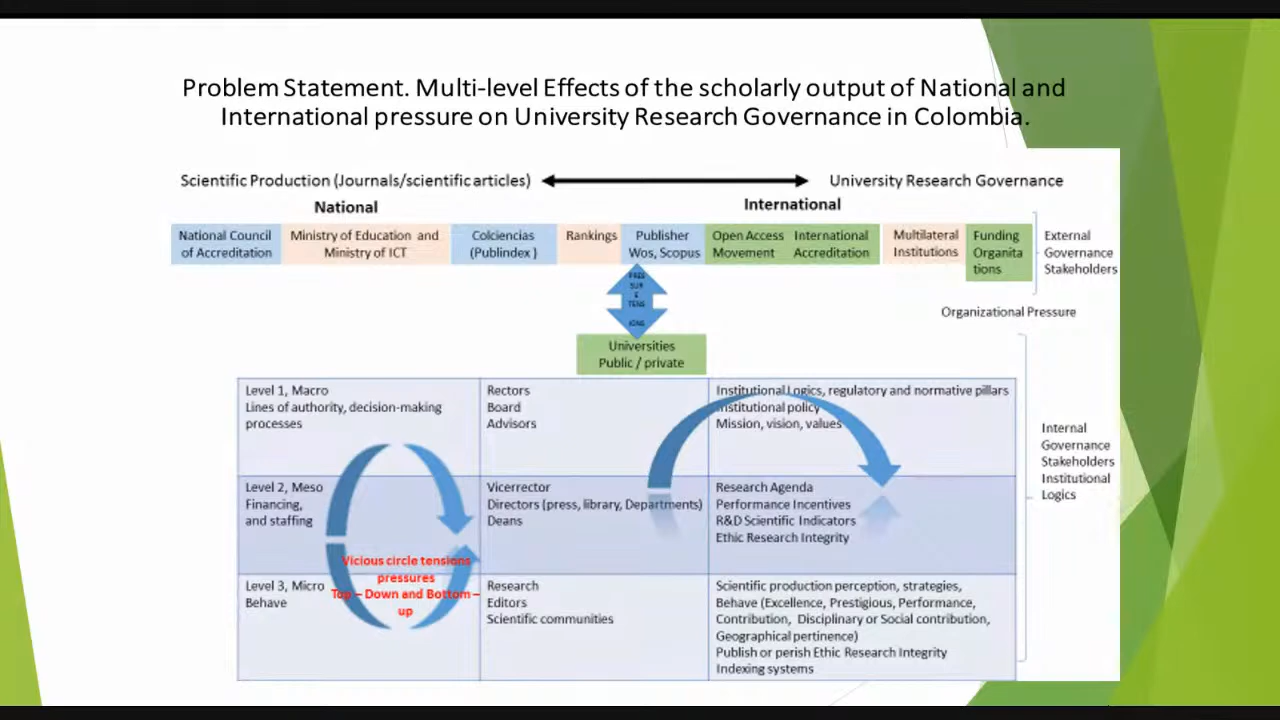 Problem Statement. Multi-level Effects of the scholarly output of National and
International pressure on University Research Governance in Colombia.
Scientific Production (Journals/scientific articles)
University Research Governance
National
International
National Council
of Accreditation
Ministry of Education and
Ministry of ICT
Colciencias
(Publindex )
Rankings
Publisher
Wos, Scopus
Open Access
Movement
International
Accreditation
Multilateral
Institutions
Funding
Organita
tions
External
Governance
Stakeholders
PRES
SUR
E
TENS
IONS
Organizational Pressure
Universities
Public / private
Level 1, Macro
Lines of authority, decision-making
processes
Rectors
Board
Advisors
Institutional Logics, regulatory and normative pillars
Institutional policy
Mission, vision, values
Level 2, Meso
Financing,
and staffing
Vicerrector
Directors (press, library, Departments)
Deans
Research Agenda
Performance Incentives
R&D Scientific Indicators
Ethic Research Integrity
Vicious circle tensions
pressures
Top – Down and Bottom –
up
Level 3, Micro
Behave
Research
Editors
Scientific communities
Scientific production perception, strategies,
Behave (Excellence, Prestigious, Performance,
Contribution, Disciplinary or Social contribution,
Geographical pertinence)
Publish or perish Ethic Research Integrity
Indexing systems
Internal
Governance
Stakeholders
Institutional
Logics